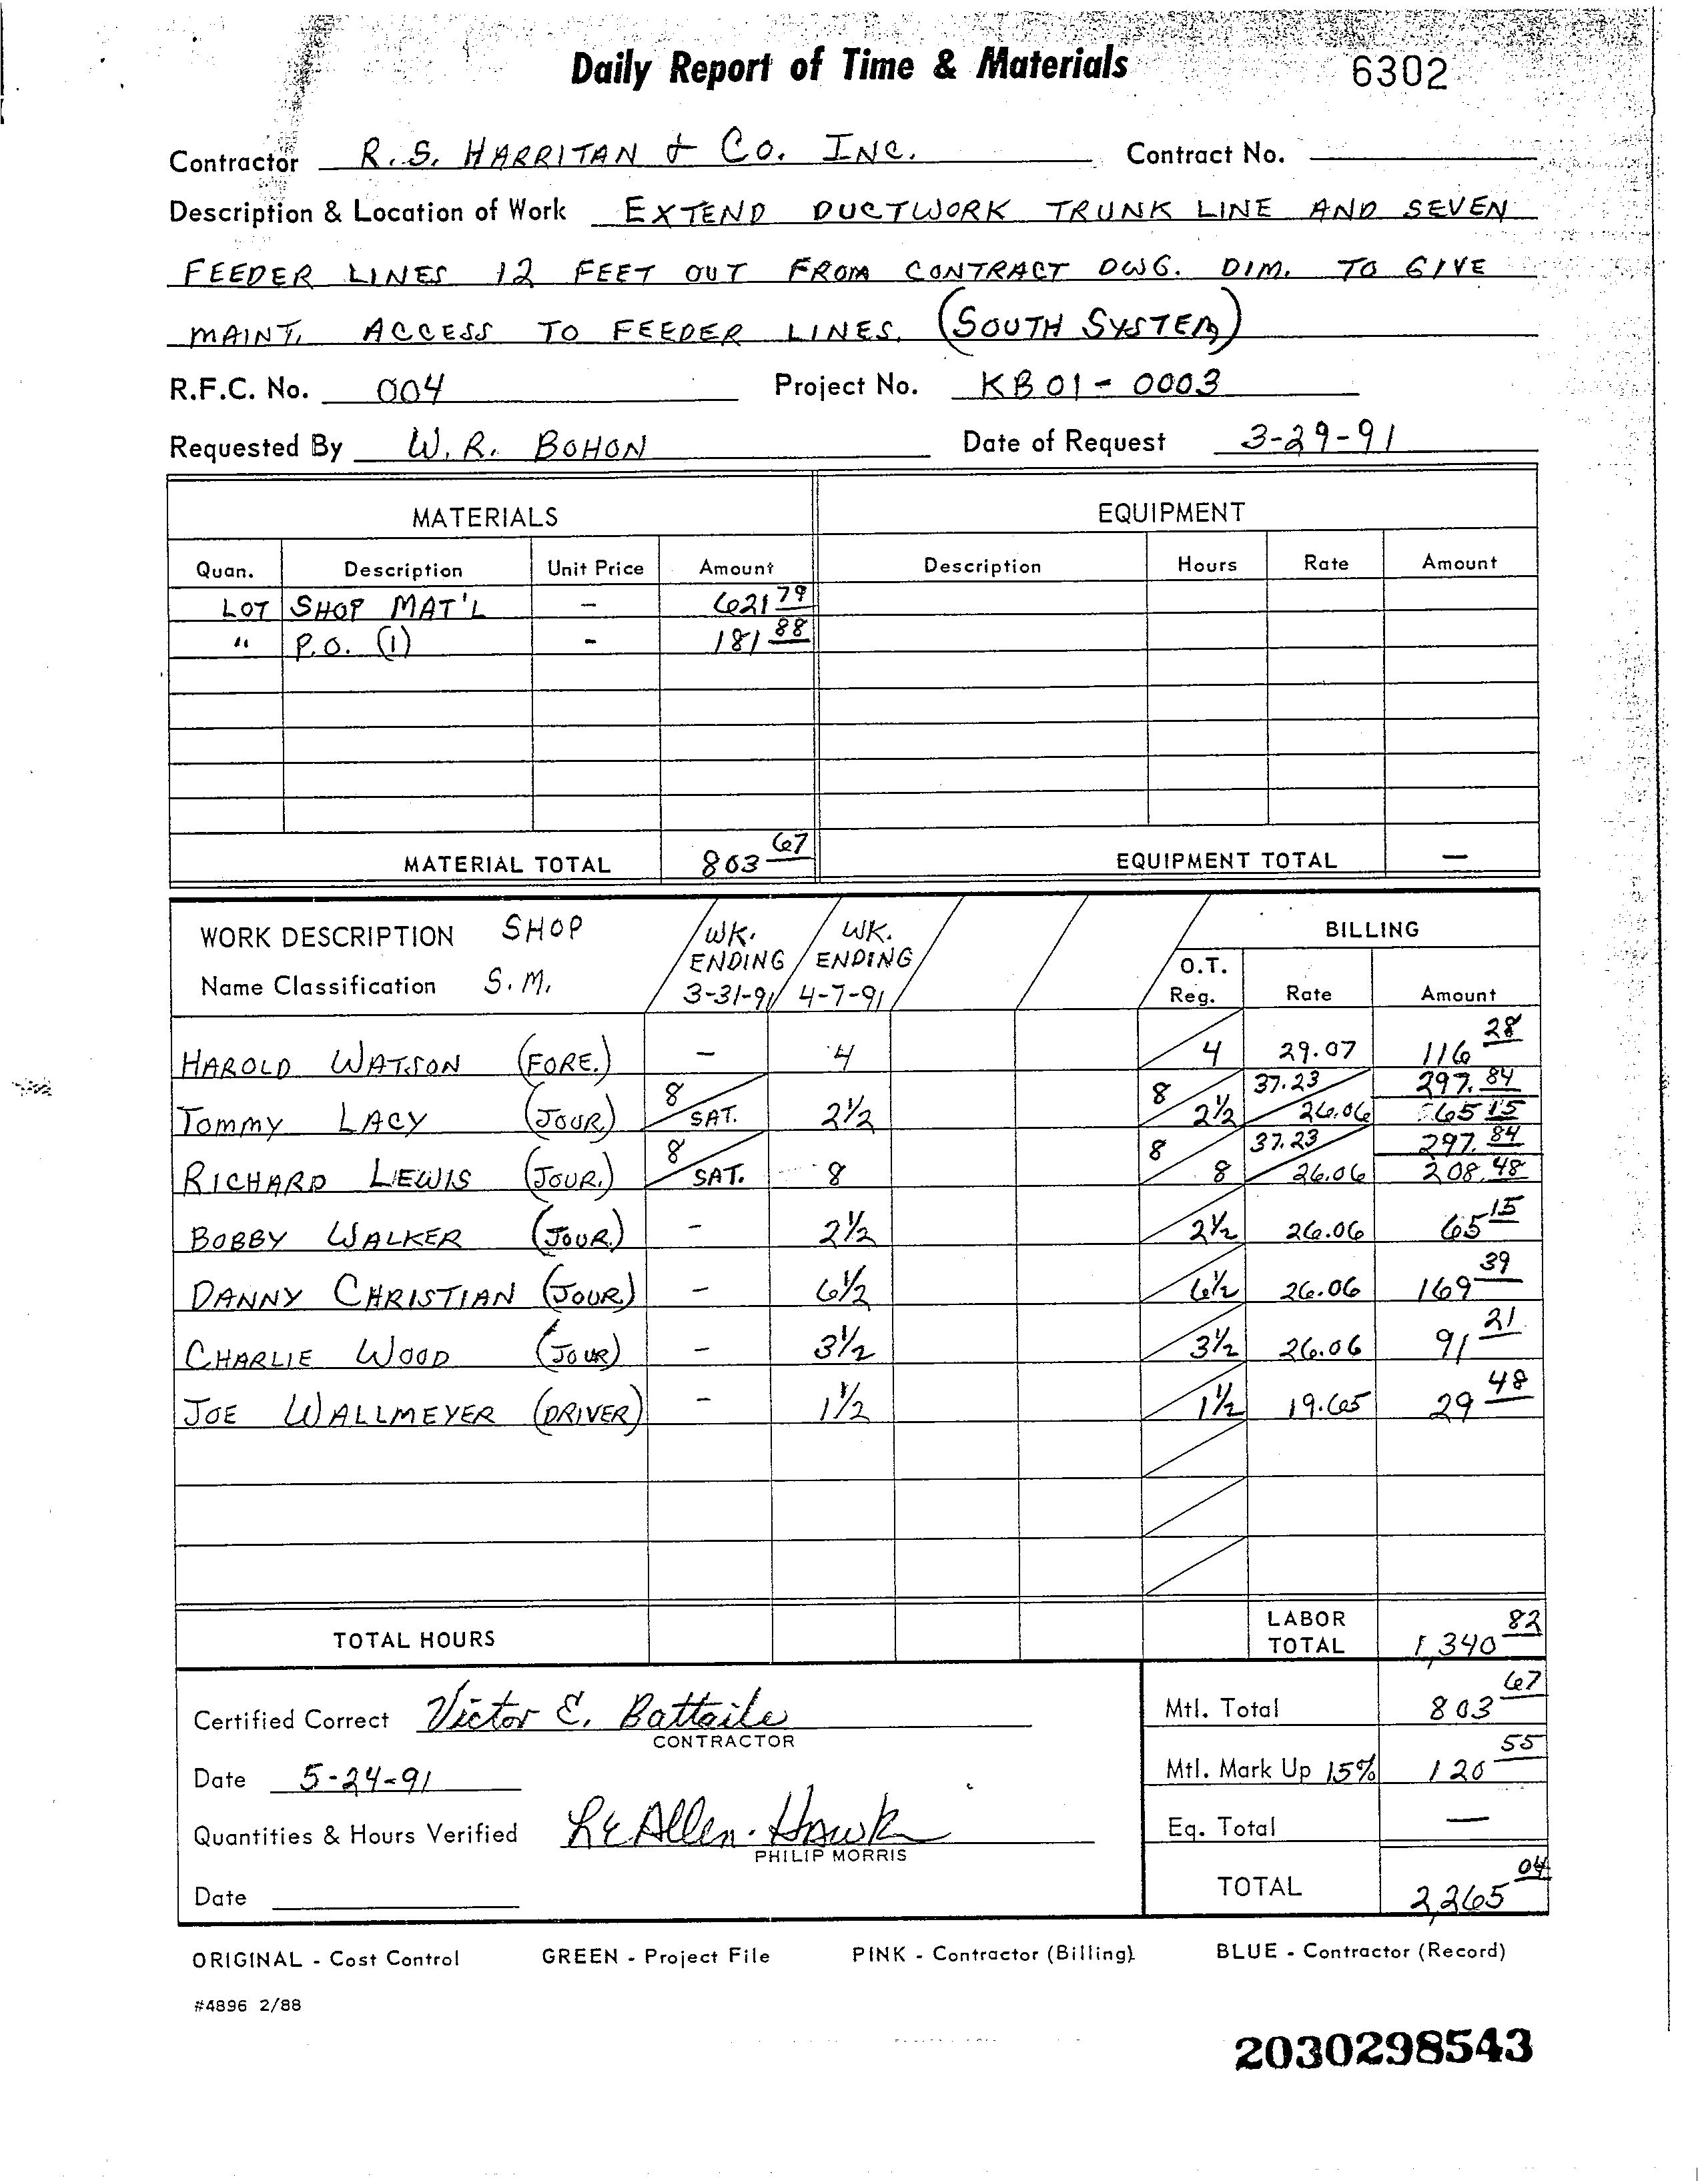 Daily Report of Time & Materials 6302
Contractor R.S. HARRITAN & Co. INC. Contract No.
Description & Location of Work EXTEND DUCTWORK TRUNK LINE AND SEVEN
FEEDER LINES 12 FEET OUT FROM CONTRACT DWG. DIM. TO GIVE
MAINT. ACCESS TO FEEDER LINES. (SOUTH SYSTEM)
R.F.C. No. 004 Project No. KB01-0003
Requested By W.R. BOHON Date of Request 3-29-91
MATERIALS EQUIPMENT
Quan. Description Unit Price Amount Description Hours Rate Amount
LOT SHOP MAT'L - 621 79
" P.O. (1) - 181 88
MATERIAL TOTAL 803 67 EQUIPMENT TOTAL —
WORK DESCRIPTION SHOP WK. WK. BILLING
ENDING ENDING O.T.
Name Classification S.M. 3-31-91 4-7-91 Reg. Rate Amount
HAROLD WATSON (FORE.) - 4 4 29.07 116 28
8 8 37.23 297.84
TOMMY LACY (JOUR.) SAT. 2½ 2½ 26.06 65 15
8 8 37.23 297.84
RICHARD LEWIS (JOUR.) SAT. 8 8 26.06 208.48
BOBBY WALKER (JOUR.) - 2½ 2½ 26.06 65 15
DANNY CHRISTIAN (JOUR.) - 6½ 6½ 26.06 169 39
CHARLIE WOOD (JOUR) - 3½ 3½ 26.06 91 21
JOE WALLMEYER (DRIVER) - 1½ 1½ 19.65 29 48
TOTAL HOURS LABOR TOTAL 1,340 82
Certified Correct Victor E. Battaile Mtl. Total 803 67
CONTRACTOR
Date 5-24-91 Mtl. Mark Up 15% 120 55
Quantities & Hours Verified Allen Hawk Eq. Total —
PHILIP MORRIS
Date TOTAL 2,265 04
ORIGINAL - Cost Control GREEN - Project File PINK - Contractor (Billing) BLUE - Contractor (Record)
#4896 2/88
2030298543